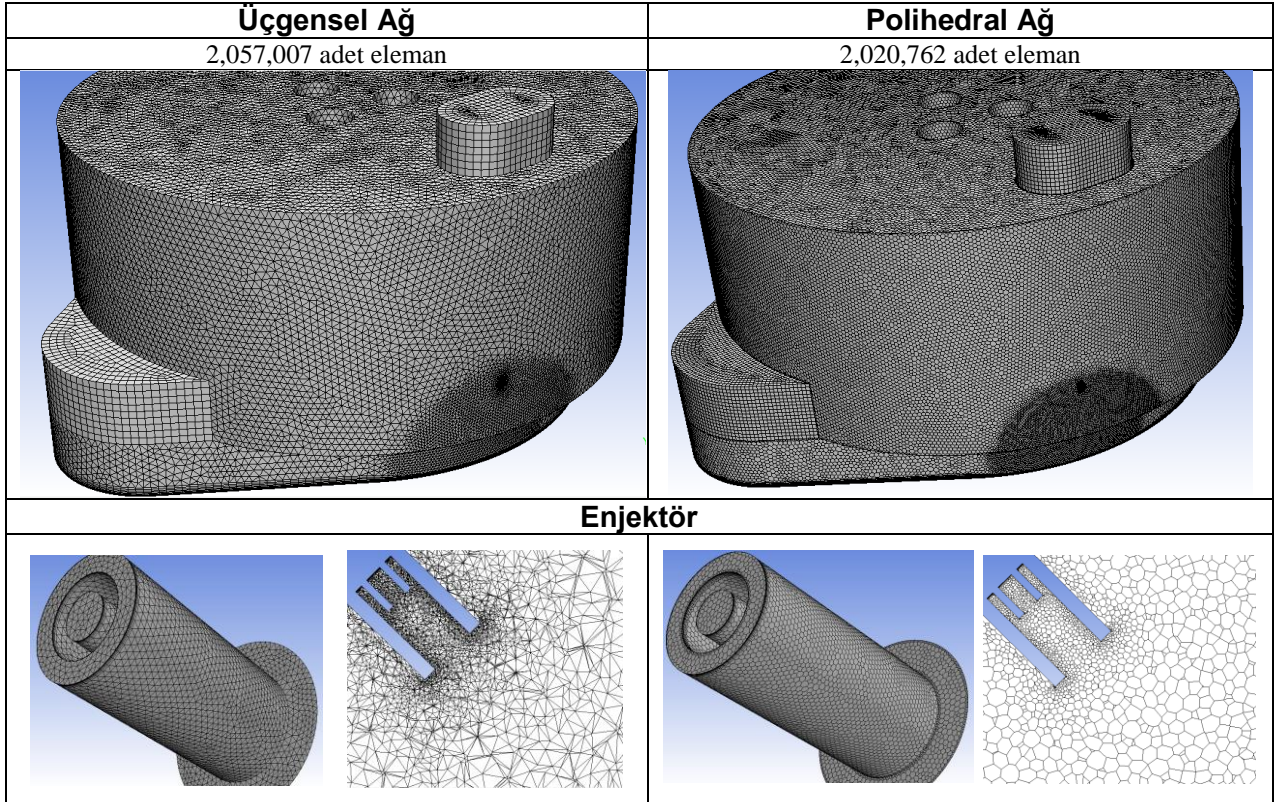 Üçgensel Ağ
Polihedral Ağ
2,057,007 adet eleman
2,020,762 adet eleman
Enjektör